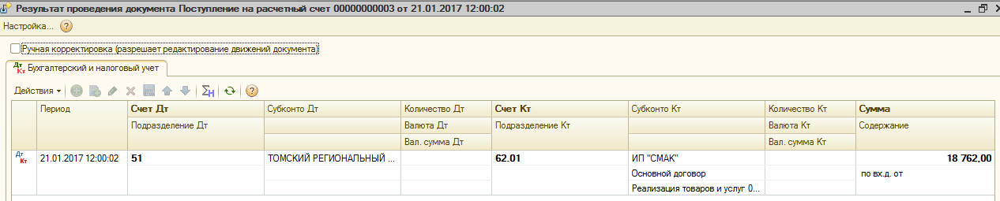 Результат проведения документа Поступление на расчетный счет 00000000003 от 21.01.2017 12:00:02
Настройка...
Ручная корректировка (разрешает редактирование движений документа)
Дт Кт Бухгалтерский и налоговый учет
Действия
Период Счет Дт Субконто Дт Количество Дт Счет Кт Субконто Кт Количество Кт Сумма
Подразделение Дт Валюта Дт Подразделение Кт Валюта Кт Содержание
Вал. сумма Дт Вал. сумма Кт
Дт Кт 21.01.2017 12:00:02 51 ТОМСКИЙ РЕГИОНАЛЬНЫЙ ... 62.01 ИП "СМАК" 18 762,00
Основной договор по вх.д. от
Реализация товаров и услуг 0...